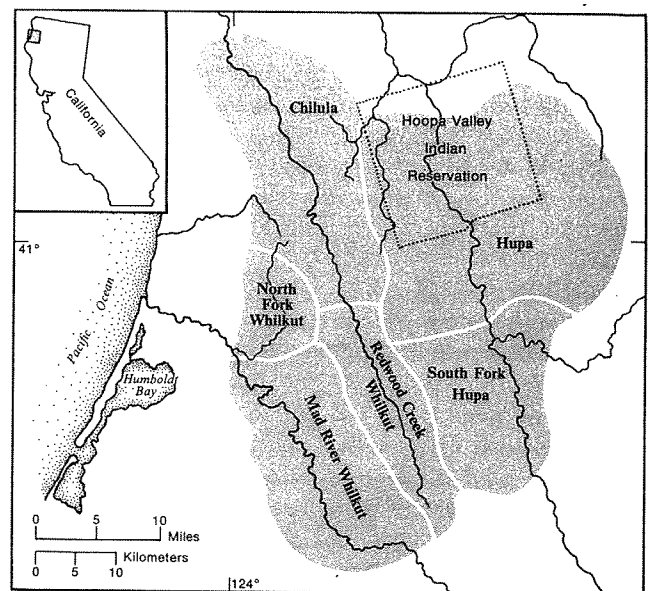 California
Chilula
Hoopa Valley
Indian
Reservation
41°
Hupa
Pacific Ocean
North
Fork
Whilkut
Humbold
Bay
Redwood Creek
Whilkut
South Fork
Hupa
Mad River Whilkut
0 5 10
Miles
Kilometers
0 5 10
124°